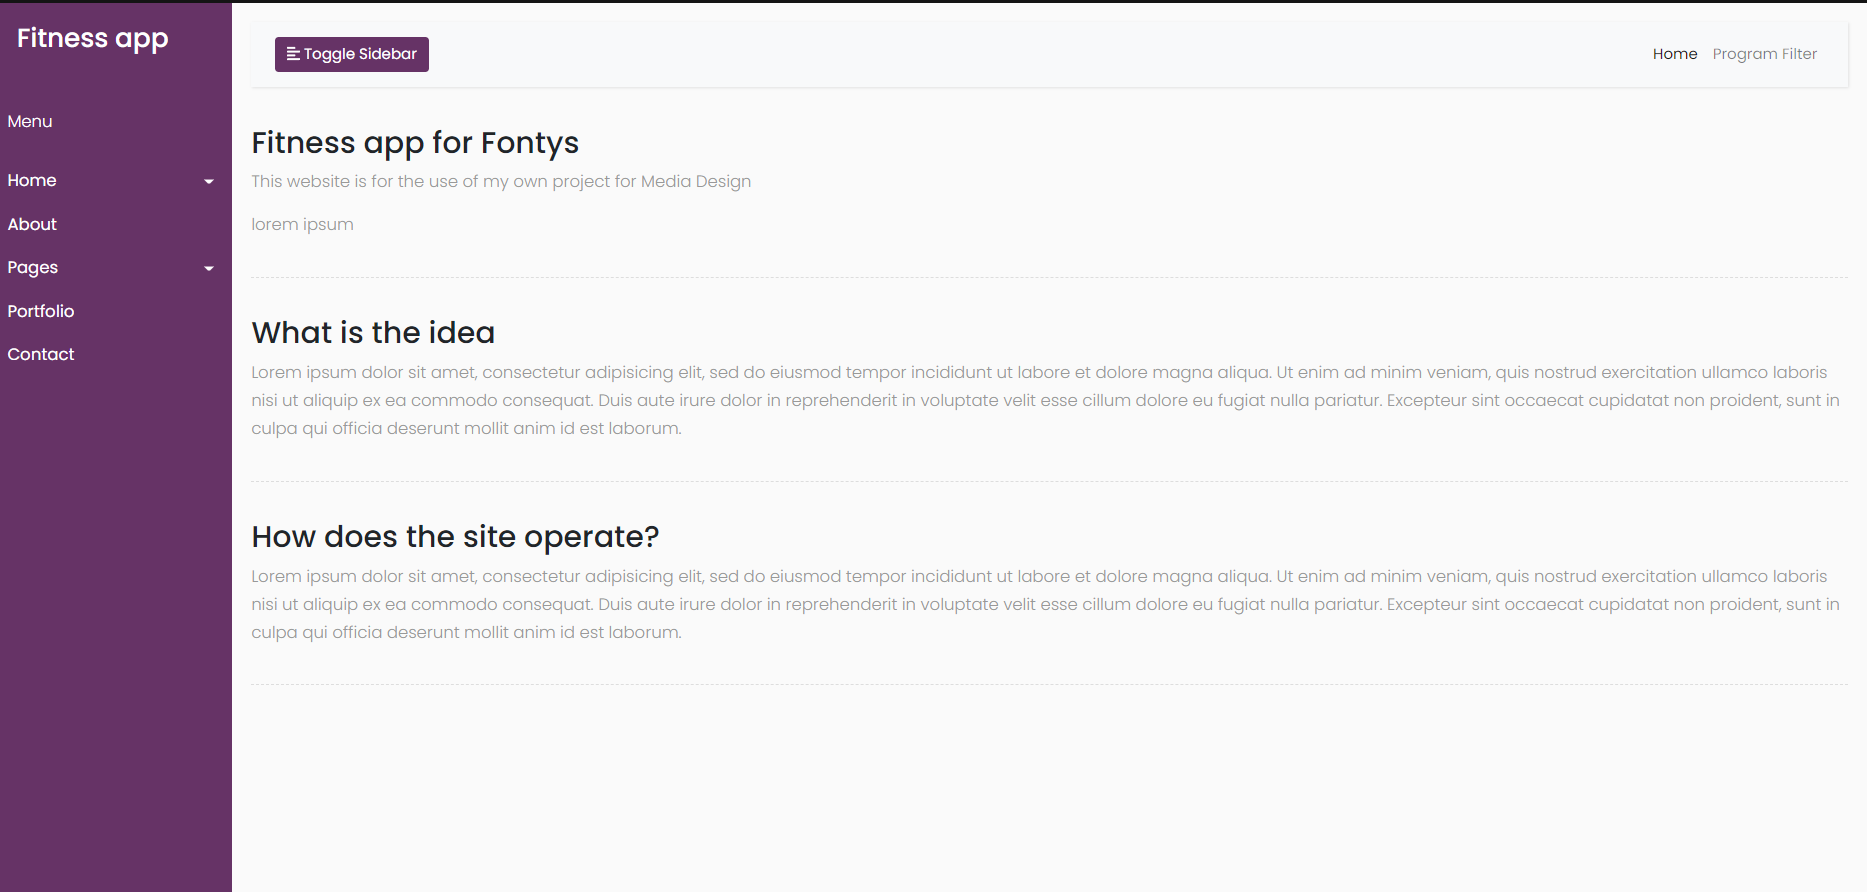 Fitness app
Menu
Home
About
Pages
Portfolio
Contact
Toggle Sidebar
Home Program Filter
Fitness app for Fontys
This website is for the use of my own project for Media Design
lorem ipsum
What is the idea
Lorem ipsum dolor sit amet, consectetur adipisicing elit, sed do eiusmod tempor incididunt ut labore et dolore magna aliqua. Ut enim ad minim veniam, quis nostrud exercitation ullamco laboris
nisi ut aliquip ex ea commodo consequat. Duis aute irure dolor in reprehenderit in voluptate velit esse cillum dolore eu fugiat nulla pariatur. Excepteur sint occaecat cupidatat non proident, sunt in
culpa qui officia deserunt mollit anim id est laborum.
How does the site operate?
Lorem ipsum dolor sit amet, consectetur adipisicing elit, sed do eiusmod tempor incididunt ut labore et dolore magna aliqua. Ut enim ad minim veniam, quis nostrud exercitation ullamco laboris
nisi ut aliquip ex ea commodo consequat. Duis aute irure dolor in reprehenderit in voluptate velit esse cillum dolore eu fugiat nulla pariatur. Excepteur sint occaecat cupidatat non proident, sunt in
culpa qui officia deserunt mollit anim id est laborum.